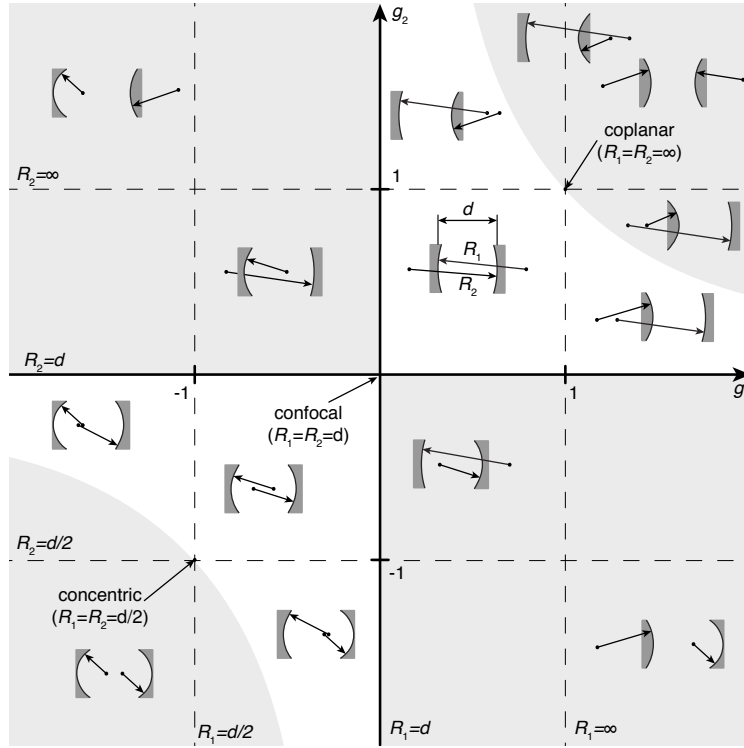 g₂
coplanar
(R₁=R₂=∞)
R₂=∞
1
d
R₁
R₂
R₂=d
-1
1
g
confocal
(R₁=R₂=d)
R₂=d/2
-1
concentric
(R₁=R₂=d/2)
R₁=d/2
R₁=d
R₁=∞